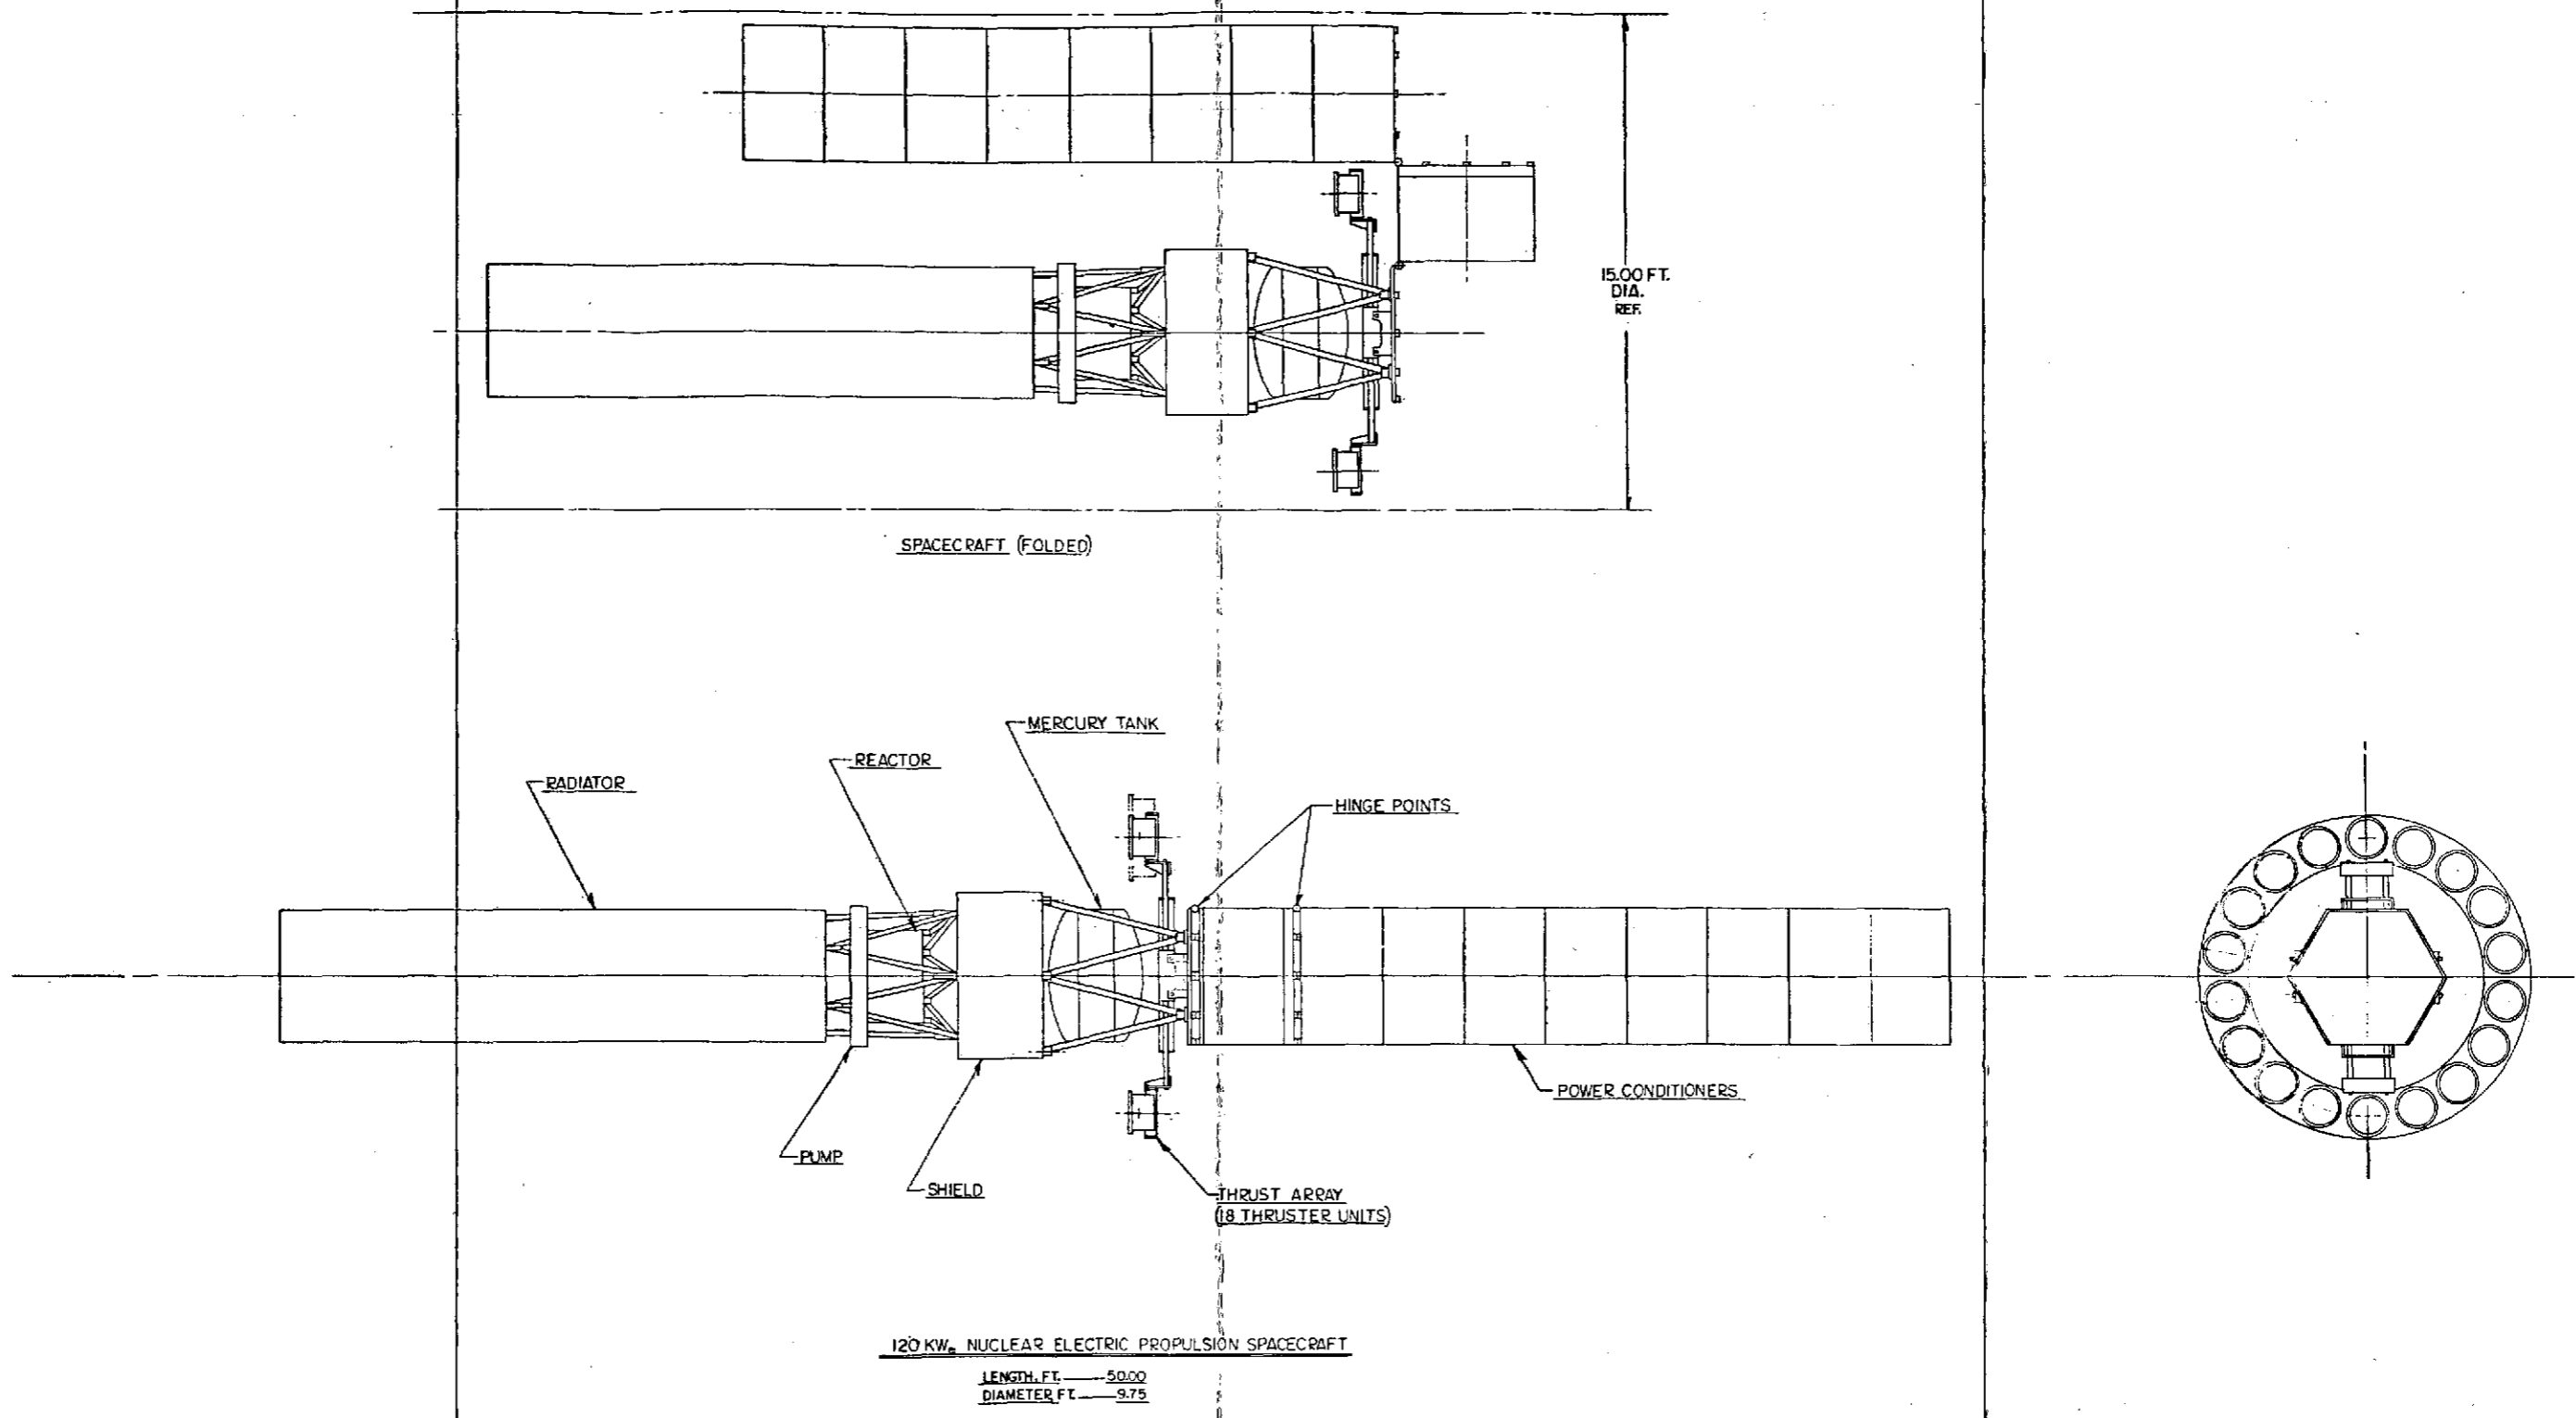 15.00 FT.
DIA.
REF.
SPACECRAFT (FOLDED)
MERCURY TANK
REACTOR
RADIATOR
HINGE POINTS
POWER CONDITIONERS
PUMP
SHIELD
THRUST ARRAY
(18 THRUSTER UNITS)
120 KWe NUCLEAR ELECTRIC PROPULSION SPACECRAFT
LENGTH, FT. 50.00
DIAMETER, FT. 9.75